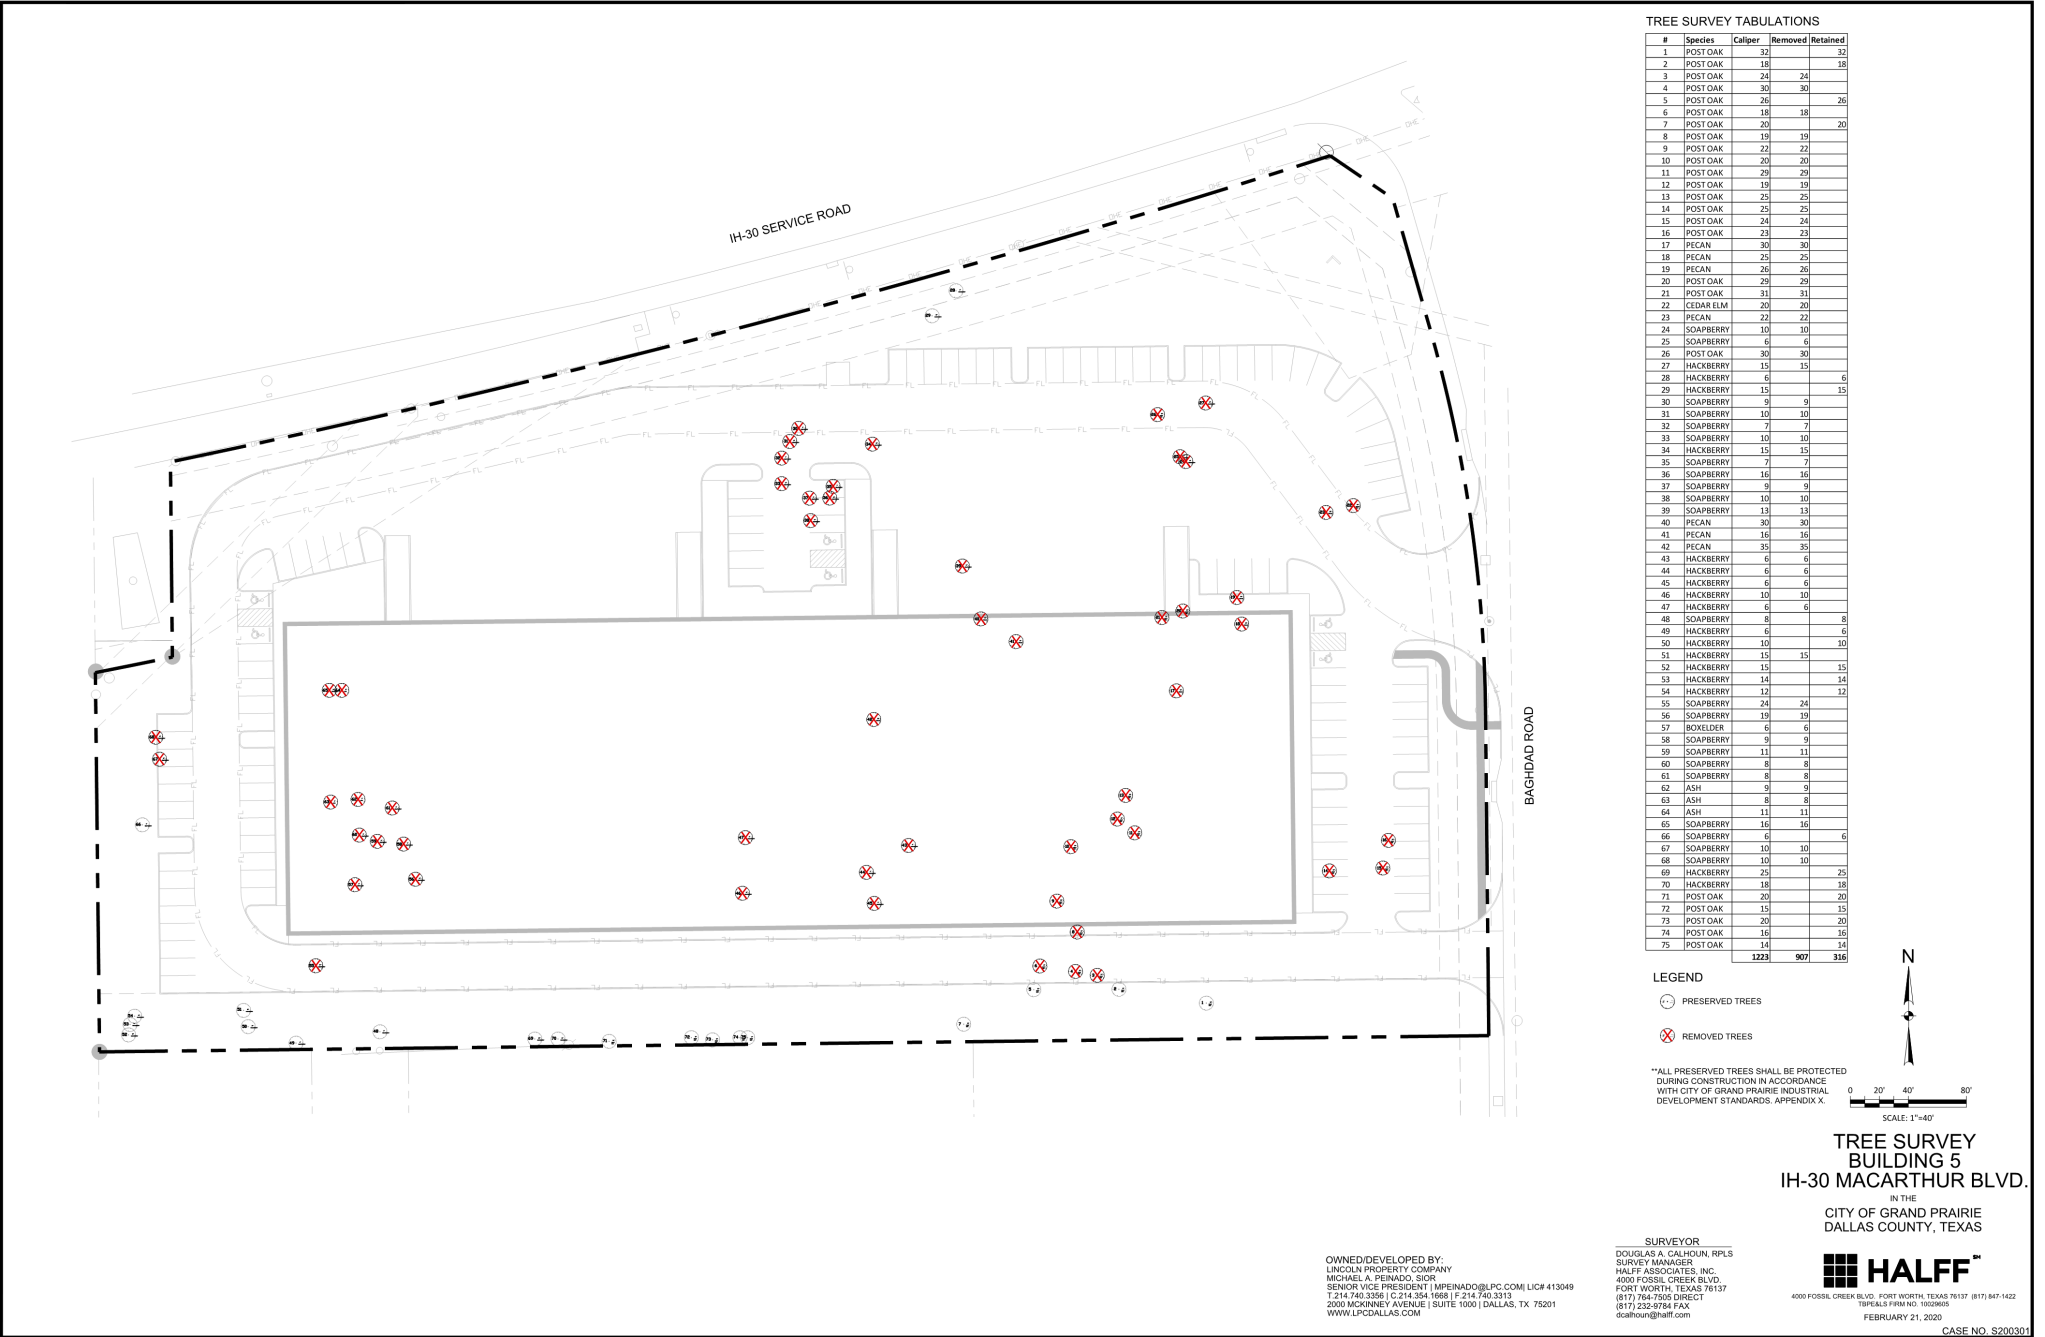 TREE SURVEY TABULATIONS
# Species Caliper Removed Retained
1 POST OAK 32 32
2 POST OAK 18 18
3 POST OAK 24 24
4 POST OAK 30 30
5 POST OAK 26 26
6 POST OAK 18 18
7 POST OAK 20 20
8 POST OAK 19 19
9 POST OAK 22 22
10 POST OAK 20 20
11 POST OAK 29 29
12 POST OAK 19 19
13 POST OAK 25 25
14 POST OAK 25 25
15 POST OAK 24 24
16 POST OAK 23 23
17 PECAN 30 30
18 PECAN 25 25
19 PECAN 26 26
20 POST OAK 29 29
21 POST OAK 31 31
22 CEDAR ELM 20 20
23 PECAN 22 22
24 SOAPBERRY 10 10
25 SOAPBERRY 6 6
26 POST OAK 30 30
27 HACKBERRY 15 15
28 HACKBERRY 6 6
29 HACKBERRY 15 15
30 SOAPBERRY 9 9
31 SOAPBERRY 10 10
32 SOAPBERRY 7 7
33 SOAPBERRY 10 10
34 HACKBERRY 15 15
35 SOAPBERRY 7 7
36 SOAPBERRY 16 16
37 SOAPBERRY 9 9
38 SOAPBERRY 10 10
39 SOAPBERRY 13 13
40 PECAN 30 30
41 PECAN 16 16
42 PECAN 35 35
43 HACKBERRY 6 6
44 HACKBERRY 6 6
45 HACKBERRY 6 6
46 HACKBERRY 10 10
47 HACKBERRY 6 6
48 SOAPBERRY 8 8
49 HACKBERRY 6 6
50 HACKBERRY 10 10
51 HACKBERRY 15 15
52 HACKBERRY 15 15
53 HACKBERRY 14 14
54 HACKBERRY 12 12
55 SOAPBERRY 24 24
56 SOAPBERRY 19 19
57 BOXELDER 6 6
58 SOAPBERRY 9 9
59 SOAPBERRY 11 11
60 SOAPBERRY 8 8
61 SOAPBERRY 8 8
62 ASH 9 9
63 ASH 8 8
64 ASH 11 11
65 SOAPBERRY 16 16
66 SOAPBERRY 6 6
67 SOAPBERRY 10 10
68 SOAPBERRY 10 10
69 HACKBERRY 25 25
70 HACKBERRY 18 18
71 POST OAK 20 20
72 POST OAK 15 15
73 POST OAK 20 20
74 POST OAK 16 16
75 POST OAK 14 14
1223 907 316
IH-30 SERVICE ROAD
BAGHDAD ROAD
LEGEND
PRESERVED TREES
REMOVED TREES
**ALL PRESERVED TREES SHALL BE PROTECTED
DURING CONSTRUCTION IN ACCORDANCE
WITH CITY OF GRAND PRAIRIE INDUSTRIAL
DEVELOPMENT STANDARDS. APPENDIX X.
N
0 20' 40' 80'
SCALE: 1"=40'
TREE SURVEY
BUILDING 5
IH-30 MACARTHUR BLVD.
IN THE
CITY OF GRAND PRAIRIE
DALLAS COUNTY, TEXAS
OWNED/DEVELOPED BY:
LINCOLN PROPERTY COMPANY
MICHAEL A. PEINADO, SIOR
SENIOR VICE PRESIDENT | MPEINADO@LPC.COM| LIC# 413049
T.214.740.3356 | C.214.354.1668 | F.214.740.3313
2000 MCKINNEY AVENUE | SUITE 1000 | DALLAS, TX 75201
WWW.LPCDALLAS.COM
SURVEYOR
DOUGLAS A. CALHOUN, RPLS
SURVEY MANAGER
HALFF ASSOCIATES, INC.
4000 FOSSIL CREEK BLVD.
FORT WORTH, TEXAS 76137
(817) 764-7505 DIRECT
(817) 232-9784 FAX
dcalhoun@halff.com
HALFF SM
4000 FOSSIL CREEK BLVD. FORT WORTH, TEXAS 76137 (817) 847-1422
TBPE&LS FIRM NO. 10029605
FEBRUARY 21, 2020
CASE NO. S200301